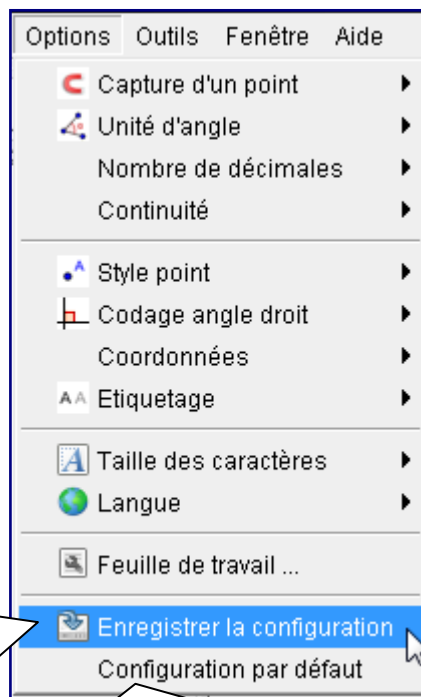 Options Outils Fenêtre Aide
Capture d'un point
Unité d'angle
Nombre de décimales
Continuité
Style point
Codage angle droit
Coordonnées
AA Etiquetage
Taille des caractères
Langue
Feuille de travail ...
Enregistrer la configuration
Configuration par défaut